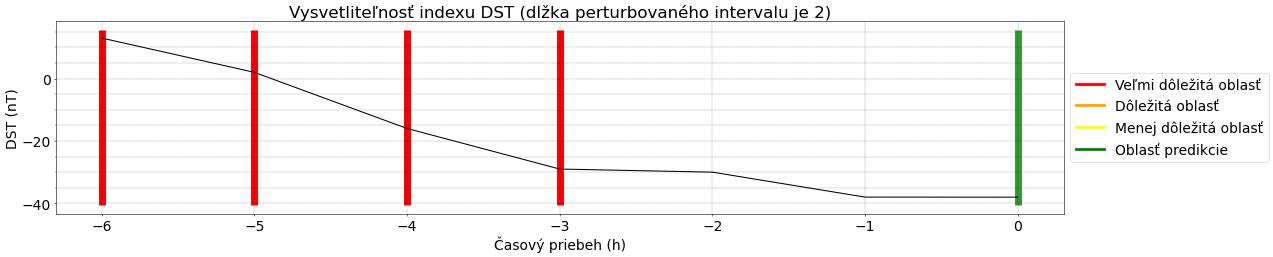 Vysvetliteľnosť indexu DST (dĺžka perturbovaného intervalu je 2)
DST (nT)
0
−20
−40
−6 −5 −4 −3 −2 −1 0
Časový priebeh (h)
Veľmi dôležitá oblasť
Dôležitá oblasť
Menej dôležitá oblasť
Oblasť predikcie